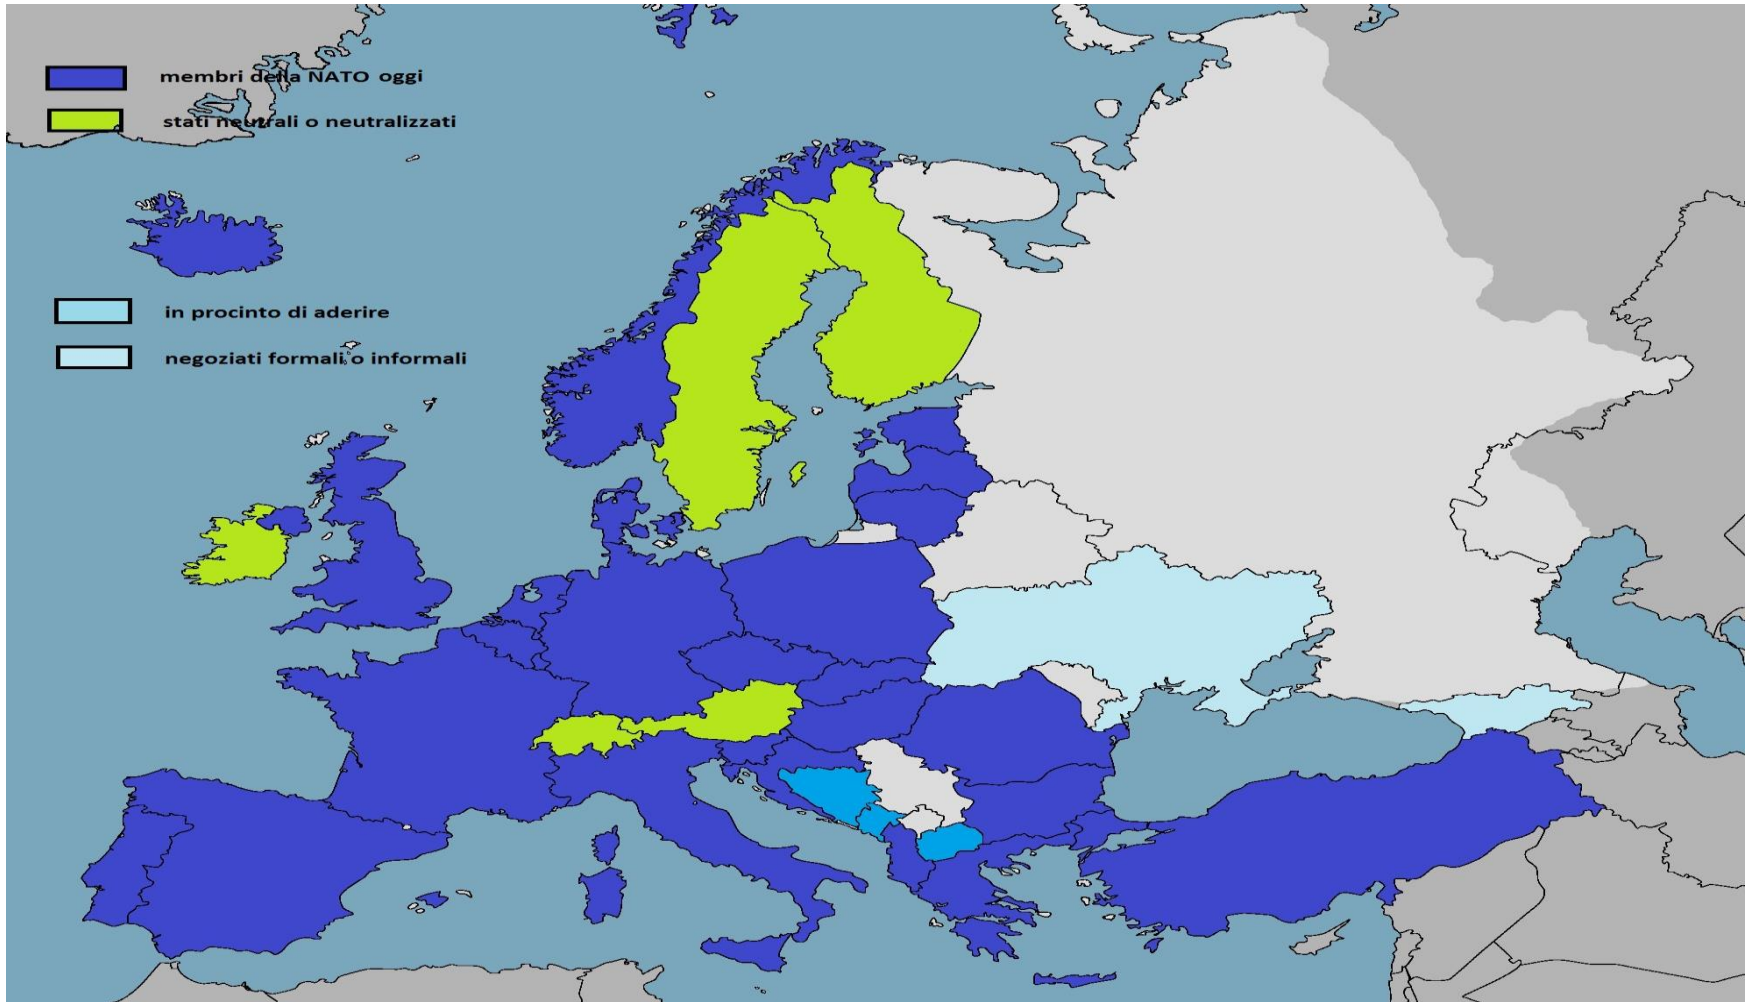 membri della NATO oggi
stati neutrali o neutralizzati
in procinto di aderire
negoziati formali o informali